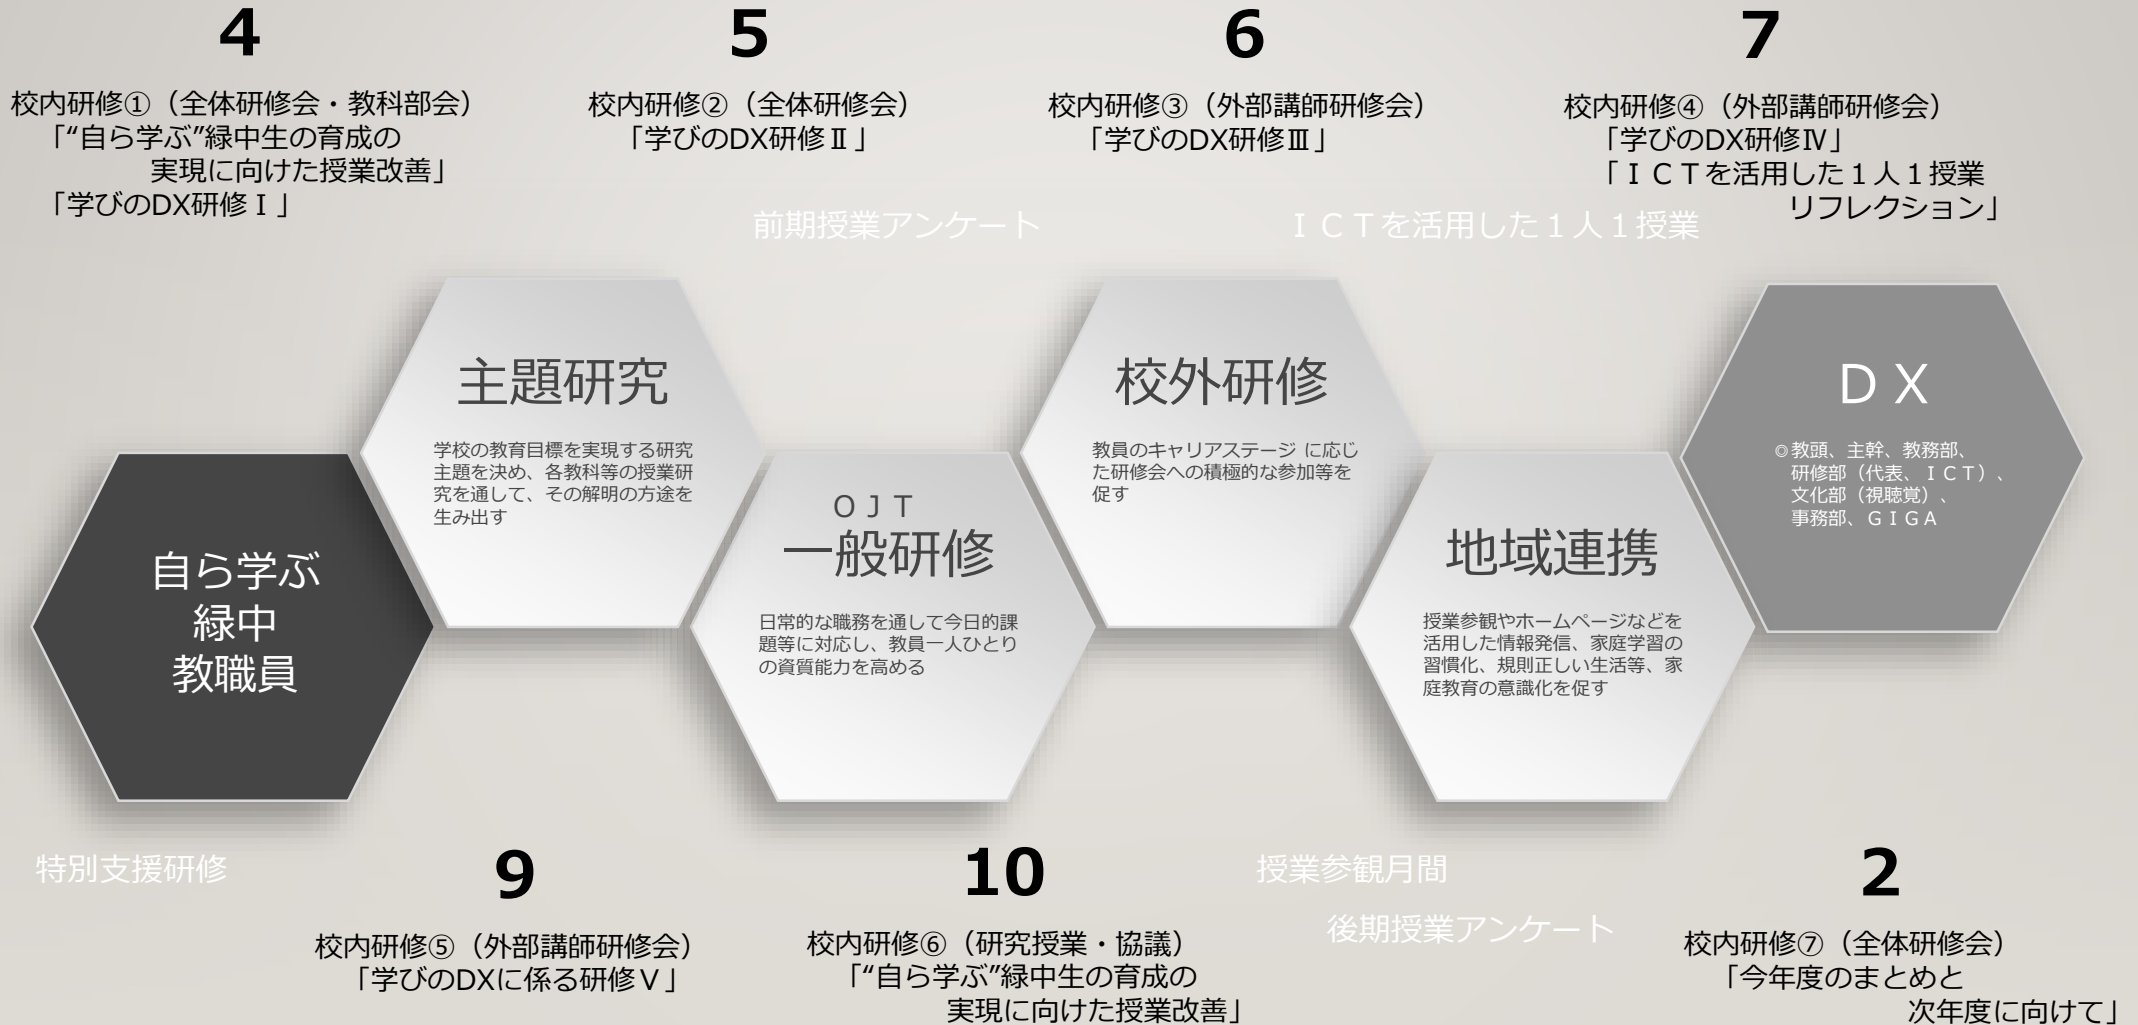 4
校内研修①（全体研修会・教科部会）
「“自ら学ぶ”緑中生の育成の
実現に向けた授業改善」
「学びのDX研修Ⅰ」
5
校内研修②（全体研修会）
「学びのDX研修Ⅱ」
6
校内研修③（外部講師研修会）
「学びのDX研修Ⅲ」
7
校内研修④（外部講師研修会）
「学びのDX研修Ⅳ」
「ＩＣＴを活用した１人１授業
リフレクション」
前期授業アンケート
ＩＣＴを活用した１人１授業
自ら学ぶ
緑中
教職員
主題研究
学校の教育目標を実現する研究
主題を決め、各教科等の授業研
究を通して、その解明の方途を
生み出す
ＯＪＴ
一般研修
日常的な職務を通して今日的課
題等に対応し、教員一人ひとり
の資質能力を高める
校外研修
教員のキャリアステージ に応じ
た研修会への積極的な参加等を
促す
地域連携
授業参観やホームページなどを
活用した情報発信、家庭学習の
習慣化、規則正しい生活等、家
庭教育の意識化を促す
ＤＸ
◎教頭、主幹、教務部、
研修部（代表、ＩＣＴ）、
文化部（視聴覚）、
事務部、ＧＩＧＡ
特別支援研修
9
校内研修⑤（外部講師研修会）
「学びのDXに係る研修Ⅴ」
10
校内研修⑥（研究授業・協議）
「“自ら学ぶ”緑中生の育成の
実現に向けた授業改善」
授業参観月間
後期授業アンケート
2
校内研修⑦（全体研修会）
「今年度のまとめと
次年度に向けて」